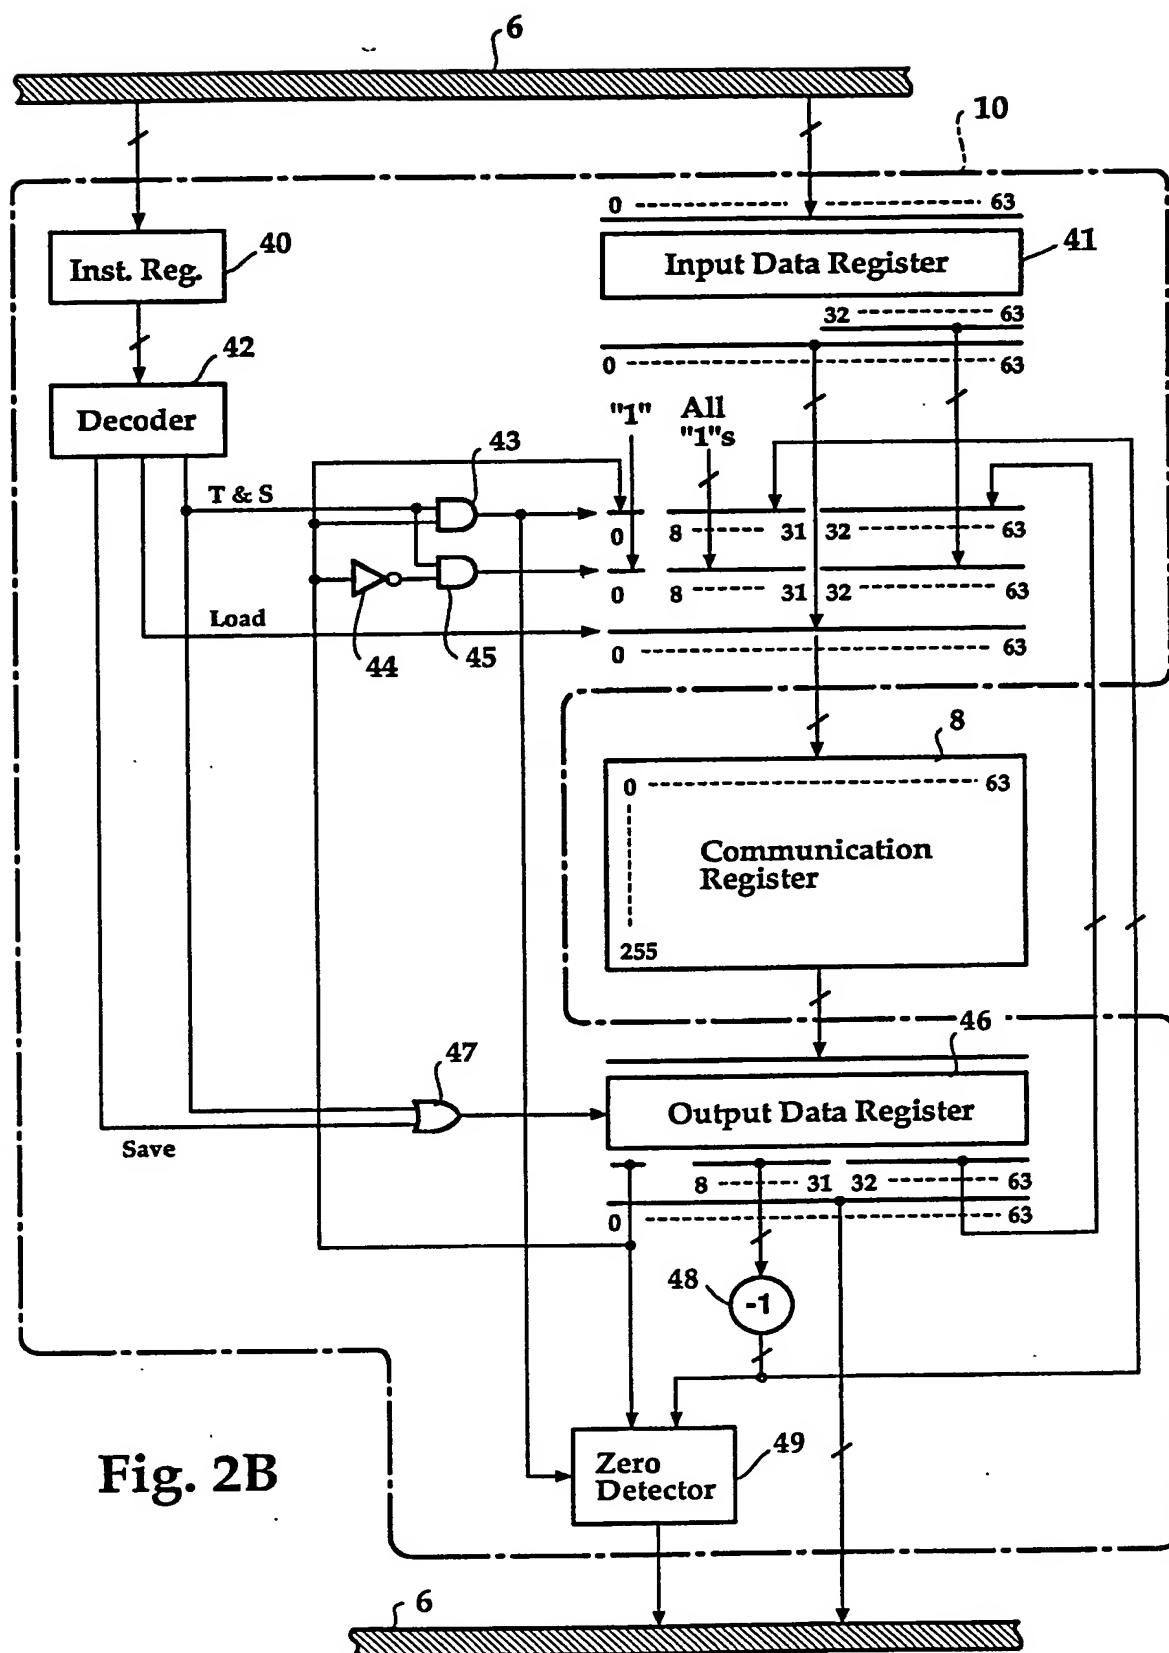 6
10
0 63
Inst. Reg.
40
Input Data Register
41
32 63
0 63
42
Decoder
"1"
All
"1"s
43
T & S
0 8 31 32 63
0 8 31 32 63
Load
44
45
0 63
8
0 63
Communication
Register
255
46
47
Output Data Register
Save
8 31 32 63
0 63
48
-1
49
Zero
Detector
Fig. 2B
6